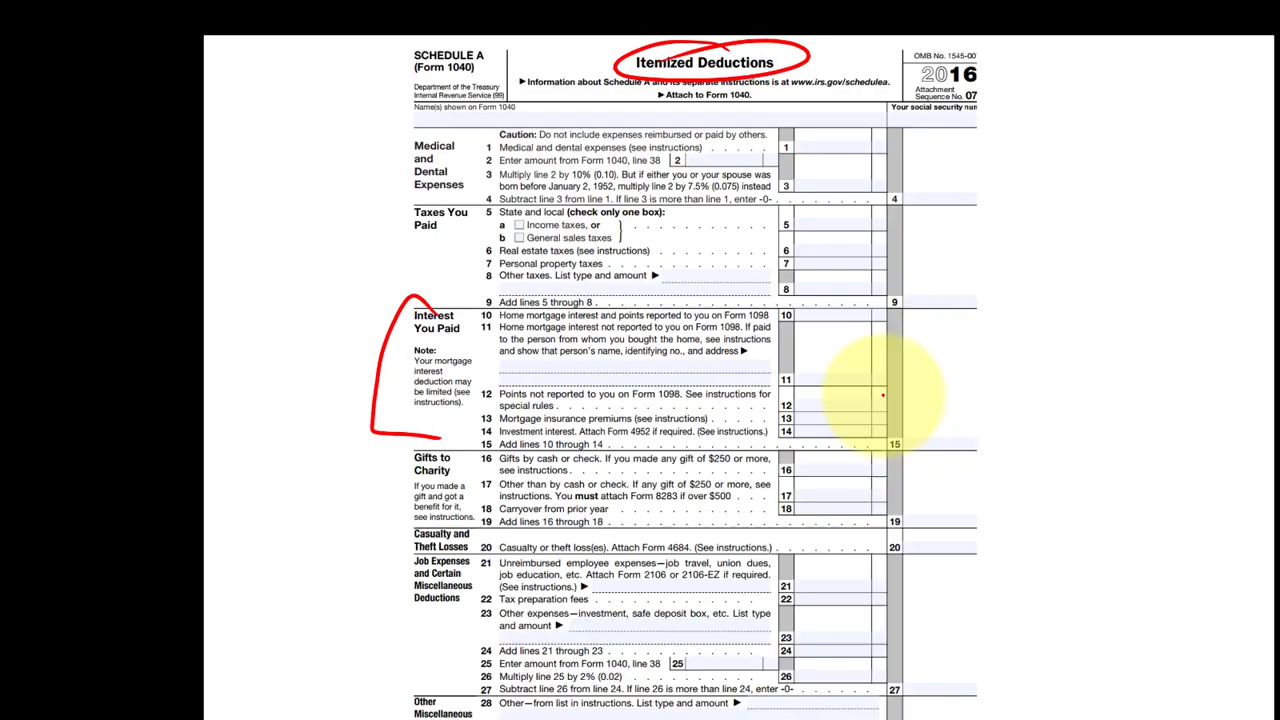 SCHEDULE A
(Form 1040)
Department of the Treasury
Internal Revenue Service (99)
Itemized Deductions
▶Information about Schedule A and its separate instructions is at www.irs.gov/schedulea.
▶Attach to Form 1040.
OMB No. 1545-00
2016
Attachment
Sequence No. 07
Name(s) shown on Form 1040
Your social security num
Medical
and
Dental
Expenses
Caution: Do not include expenses reimbursed or paid by others.
1 Medical and dental expenses (see instructions) . . . . . 1
2 Enter amount from Form 1040, line 38 2
3 Multiply line 2 by 10% (0.10). But if either you or your spouse was
born before January 2, 1952, multiply line 2 by 7.5% (0.075) instead 3
4 Subtract line 3 from line 1. If line 3 is more than line 1, enter -0- . . . . . . . . 4
Taxes You
Paid
5 State and local (check only one box):
a Income taxes, or } . . . . . . . . . . . 5
b General sales taxes
6 Real estate taxes (see instructions) . . . . . . . . . 6
7 Personal property taxes . . . . . . . . . . . . . 7
8 Other taxes. List type and amount ▶
8
9 Add lines 5 through 8 . . . . . . . . . . . . . . . . . . . . . . 9
Interest
You Paid
Note:
Your mortgage
interest
deduction may
be limited (see
instructions).
10 Home mortgage interest and points reported to you on Form 1098 10
11 Home mortgage interest not reported to you on Form 1098. If paid
to the person from whom you bought the home, see instructions
and show that person's name, identifying no., and address ▶
11
12 Points not reported to you on Form 1098. See instructions for
special rules . . . . . . . . . . . . . . . . . 12
13 Mortgage insurance premiums (see instructions) . . . . . 13
14 Investment interest. Attach Form 4952 if required. (See instructions.) 14
15 Add lines 10 through 14 . . . . . . . . . . . . . . . . . . . . . 15
Gifts to
Charity
If you made a
gift and got a
benefit for it,
see instructions.
16 Gifts by cash or check. If you made any gift of $250 or more,
see instructions . . . . . . . . . . . . . . . . 16
17 Other than by cash or check. If any gift of $250 or more, see
instructions. You must attach Form 8283 if over $500 . . . 17
18 Carryover from prior year . . . . . . . . . . . . 18
19 Add lines 16 through 18 . . . . . . . . . . . . . . . . . . . . . 19
Casualty and
Theft Losses
20 Casualty or theft loss(es). Attach Form 4684. (See instructions.) . . . . . . . . 20
Job Expenses
and Certain
Miscellaneous
Deductions
21 Unreimbursed employee expenses—job travel, union dues,
job education, etc. Attach Form 2106 or 2106-EZ if required.
(See instructions.) ▶ 21
22 Tax preparation fees . . . . . . . . . . . . . . 22
23 Other expenses—investment, safe deposit box, etc. List type
and amount ▶
23
24 Add lines 21 through 23 . . . . . . . . . . . . . 24
25 Enter amount from Form 1040, line 38 25
26 Multiply line 25 by 2% (0.02) . . . . . . . . . . . 26
27 Subtract line 26 from line 24. If line 26 is more than line 24, enter -0- . . . . . . 27
Other
Miscellaneous
28 Other—from list in instructions. List type and amount ▶